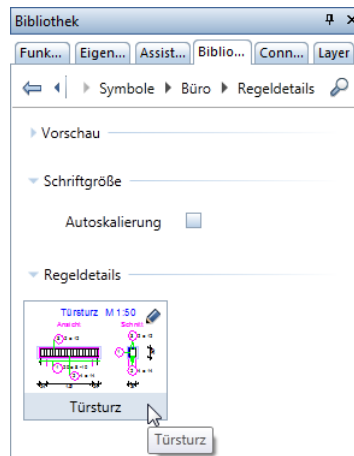 Bibliothek
Funk... Eigen... Assist... Biblio... Conn... Layer
Symbole Büro Regeldetails
Vorschau
Schriftgröße
Autoskalierung
Regeldetails
Türsturz M 1:50
Ansicht Schnitt
Türsturz
Türsturz